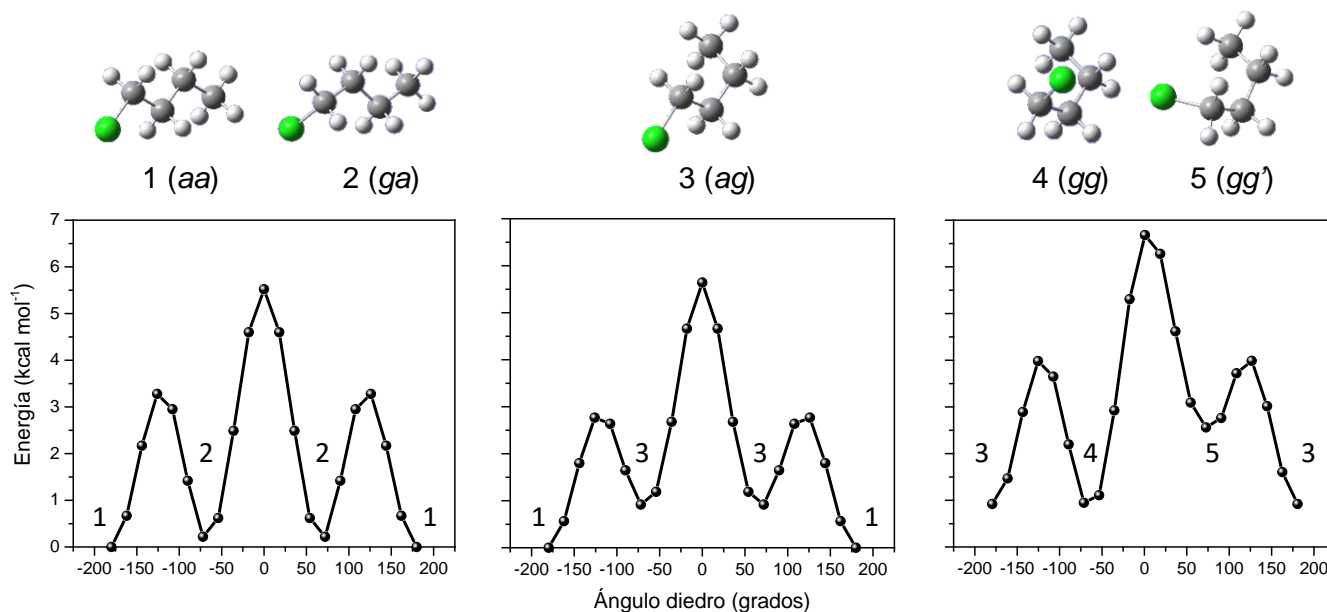 1 (aa) 2 (ga) 3 (ag) 4 (gg) 5 (gg')
Energía (kcal mol⁻¹)
7
6
5
4
3
2
1
0
1 2 2 1
1 3 3 1
3 4 5 3
-200 -150 -100 -50 0 50 100 150 200
-200 -150 -100 -50 0 50 100 150 200
-200 -150 -100 -50 0 50 100 150 200
Ángulo diedro (grados)